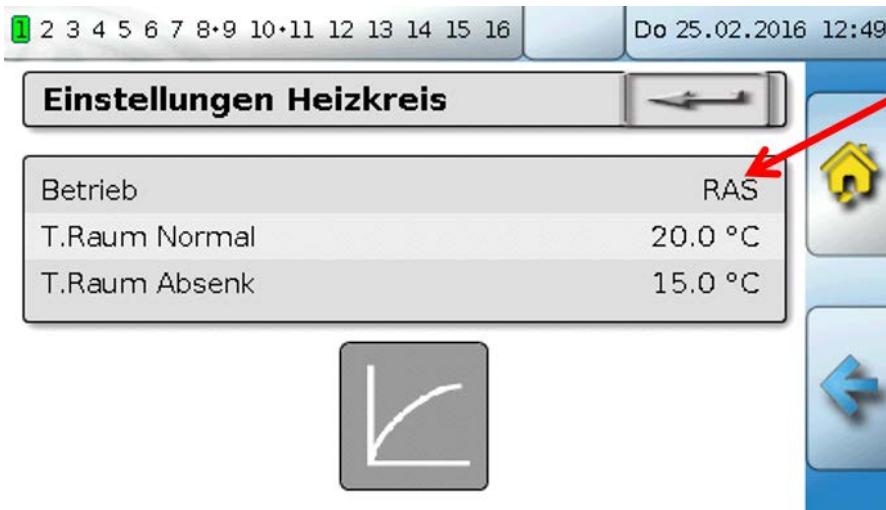 1 2 3 4 5 6 7 8•9 10•11 12 13 14 15 16 Do 25.02.2016 12:49
Einstellungen Heizkreis
Betrieb RAS
T.Raum Normal 20.0 °C
T.Raum Absenk 15.0 °C